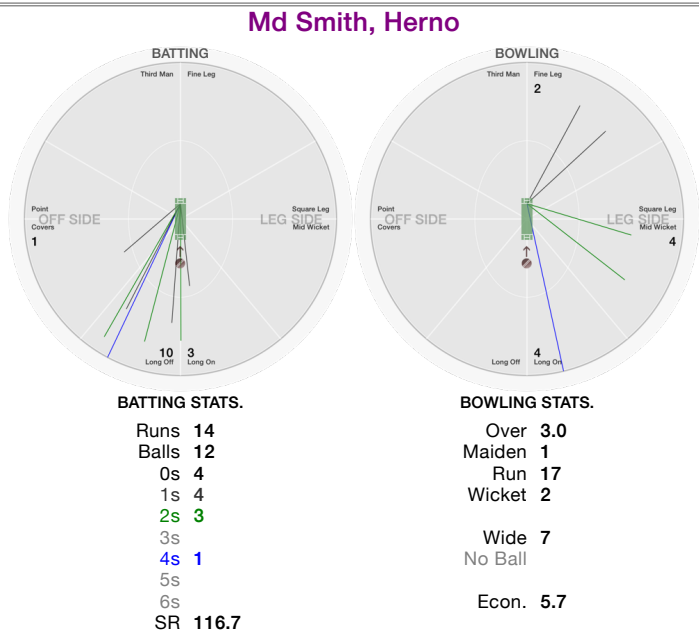 Md Smith, Herno
BATTING
Third Man Fine Leg
Point
OFF SIDE
Covers
1
Square Leg
LEG SIDE
Mid Wicket
10 3
Long Off Long On
BOWLING
Third Man Fine Leg
2
Point
OFF SIDE
Covers
Square Leg
LEG SIDE
Mid Wicket
4
4
Long Off Long On
BATTING STATS.
Runs 14
Balls 12
0s 4
1s 4
2s 3
3s
4s 1
5s
6s
SR 116.7
BOWLING STATS.
Over 3.0
Maiden 1
Run 17
Wicket 2
Wide 7
No Ball
Econ. 5.7